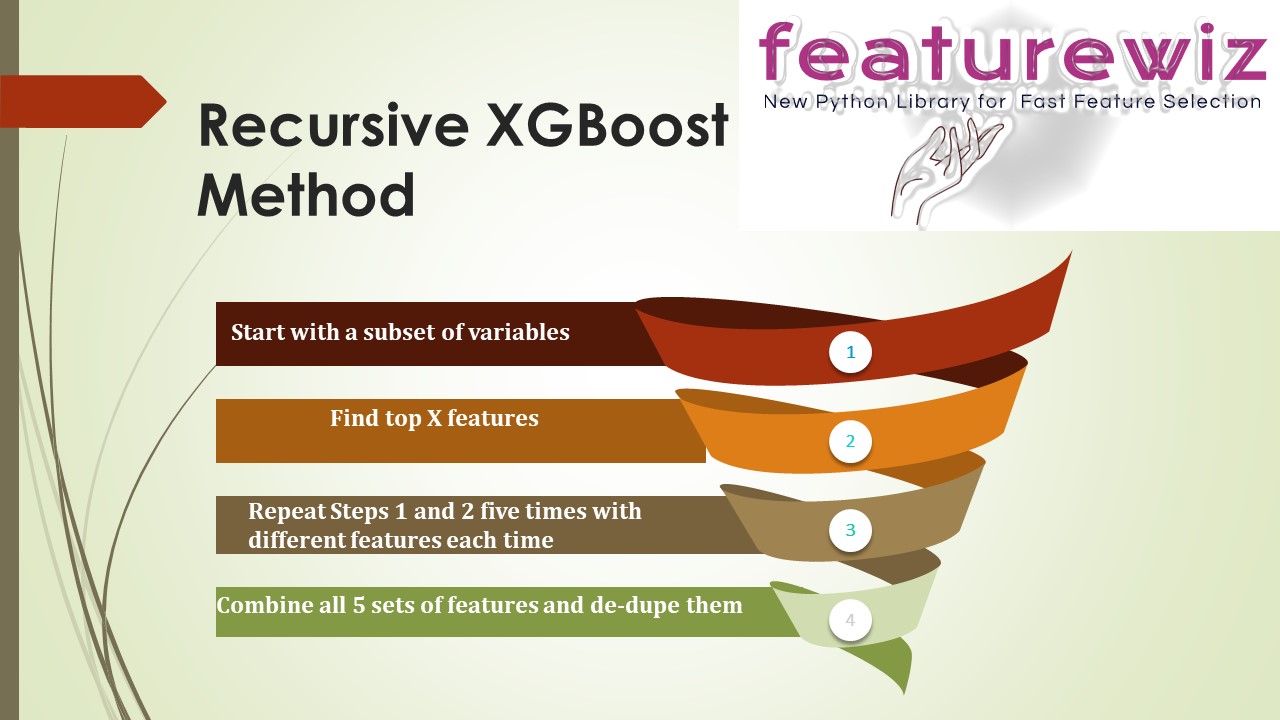 featurewiz
New Python Library for Fast Feature Selection
Recursive XGBoost
Method
Start with a subset of variables
1
Find top X features
2
Repeat Steps 1 and 2 five times with
different features each time
3
Combine all 5 sets of features and de-dupe them
4